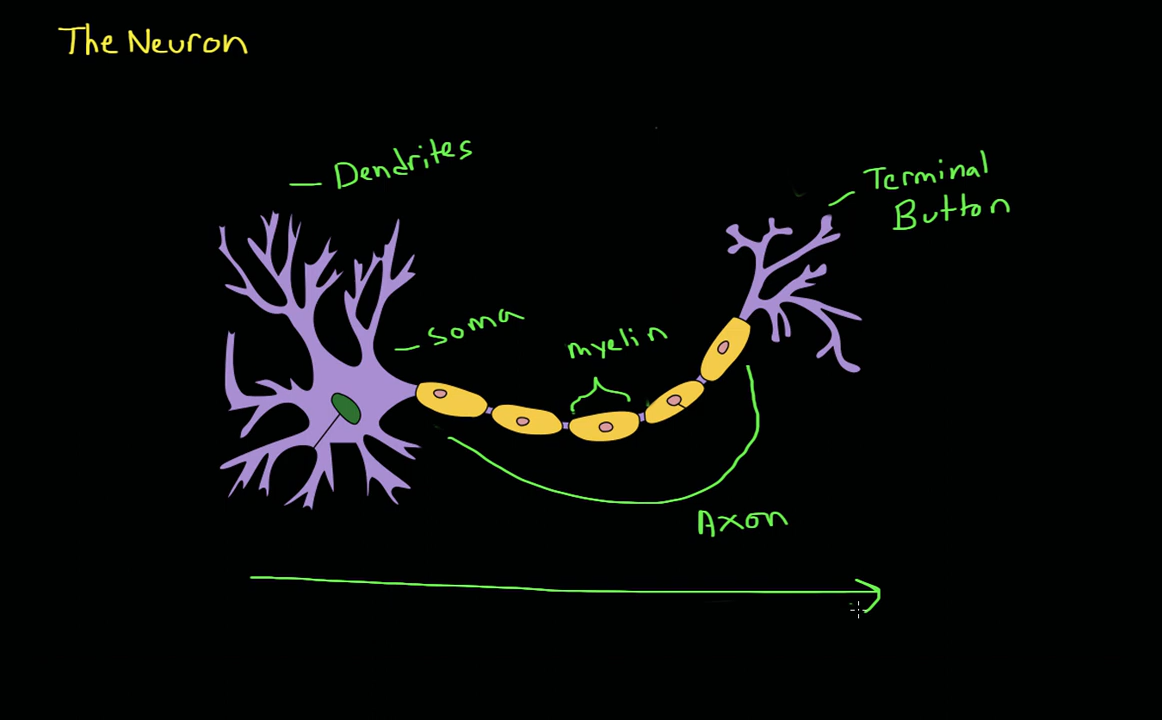 The Neuron
Dendrites
Terminal
Button
soma
myelin
Axon